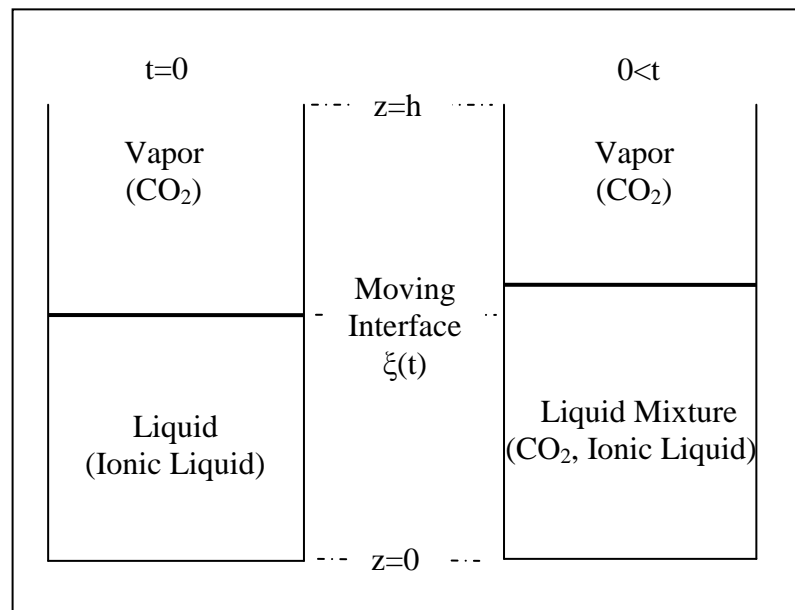 t=0
0<t
z=h
Vapor
(CO₂)
Vapor
(CO₂)
Moving
Interface
ξ(t)
Liquid
(Ionic Liquid)
Liquid Mixture
(CO₂, Ionic Liquid)
z=0